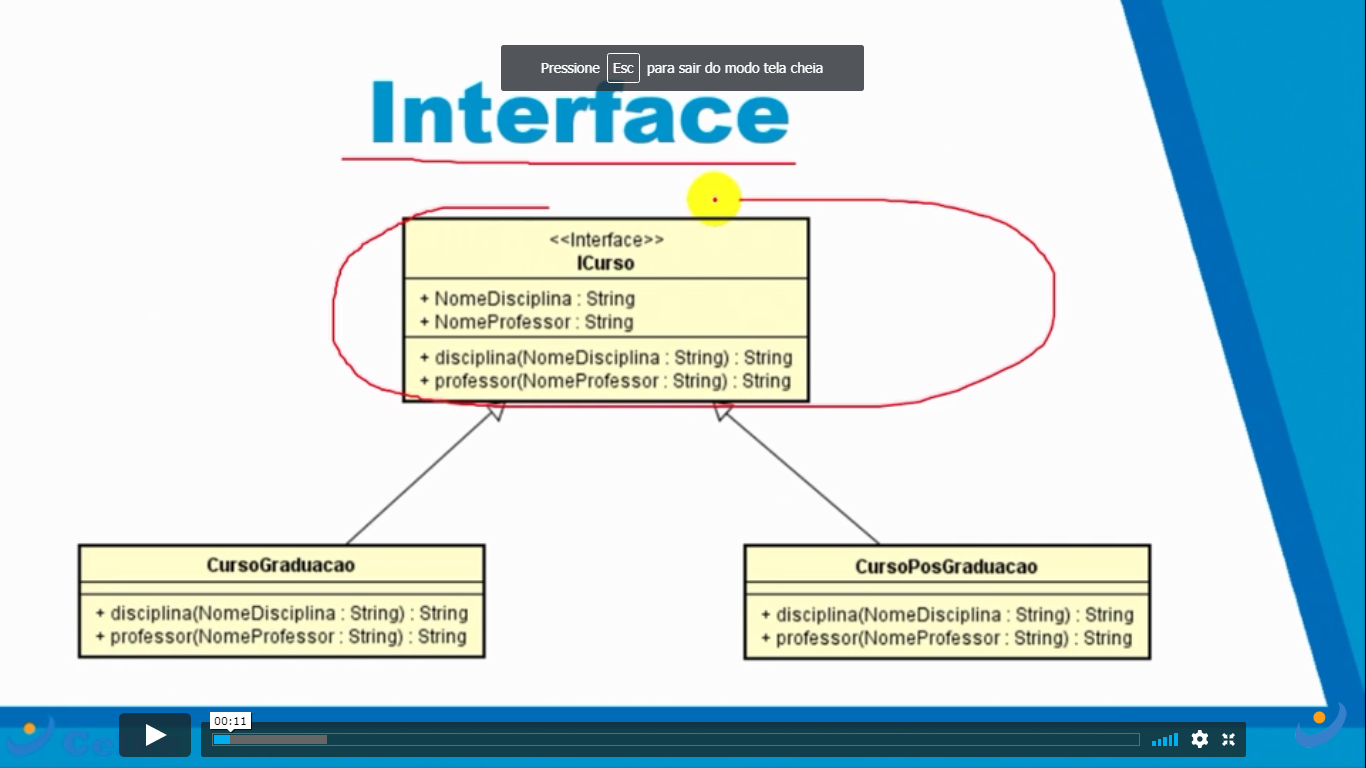 Pressione Esc para sair do modo tela cheia
Interface
<<Interface>>
ICurso
+ NomeDisciplina : String
+ NomeProfessor : String
+ disciplina(NomeDisciplina : String) : String
+ professor(NomeProfessor : String) : String
CursoGraduacao
+ disciplina(NomeDisciplina : String) : String
+ professor(NomeProfessor : String) : String
CursoPosGraduacao
+ disciplina(NomeDisciplina : String) : String
+ professor(NomeProfessor : String) : String
00:11